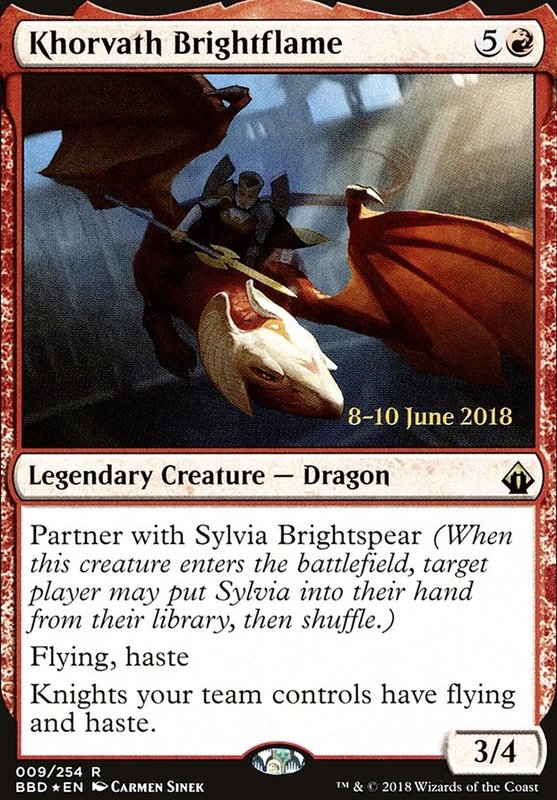 Khorvath Brightflame 5
8–10 June 2018
Legendary Creature — Dragon
Partner with Sylvia Brightspear (When
this creature enters the battlefield, target
player may put Sylvia into their hand
from their library, then shuffle.)
Flying, haste
Knights your team controls have flying
and haste.
3/4
009/254 R
BBD ★ EN Carmen Sinek
™ & © 2018 Wizards of the Coast